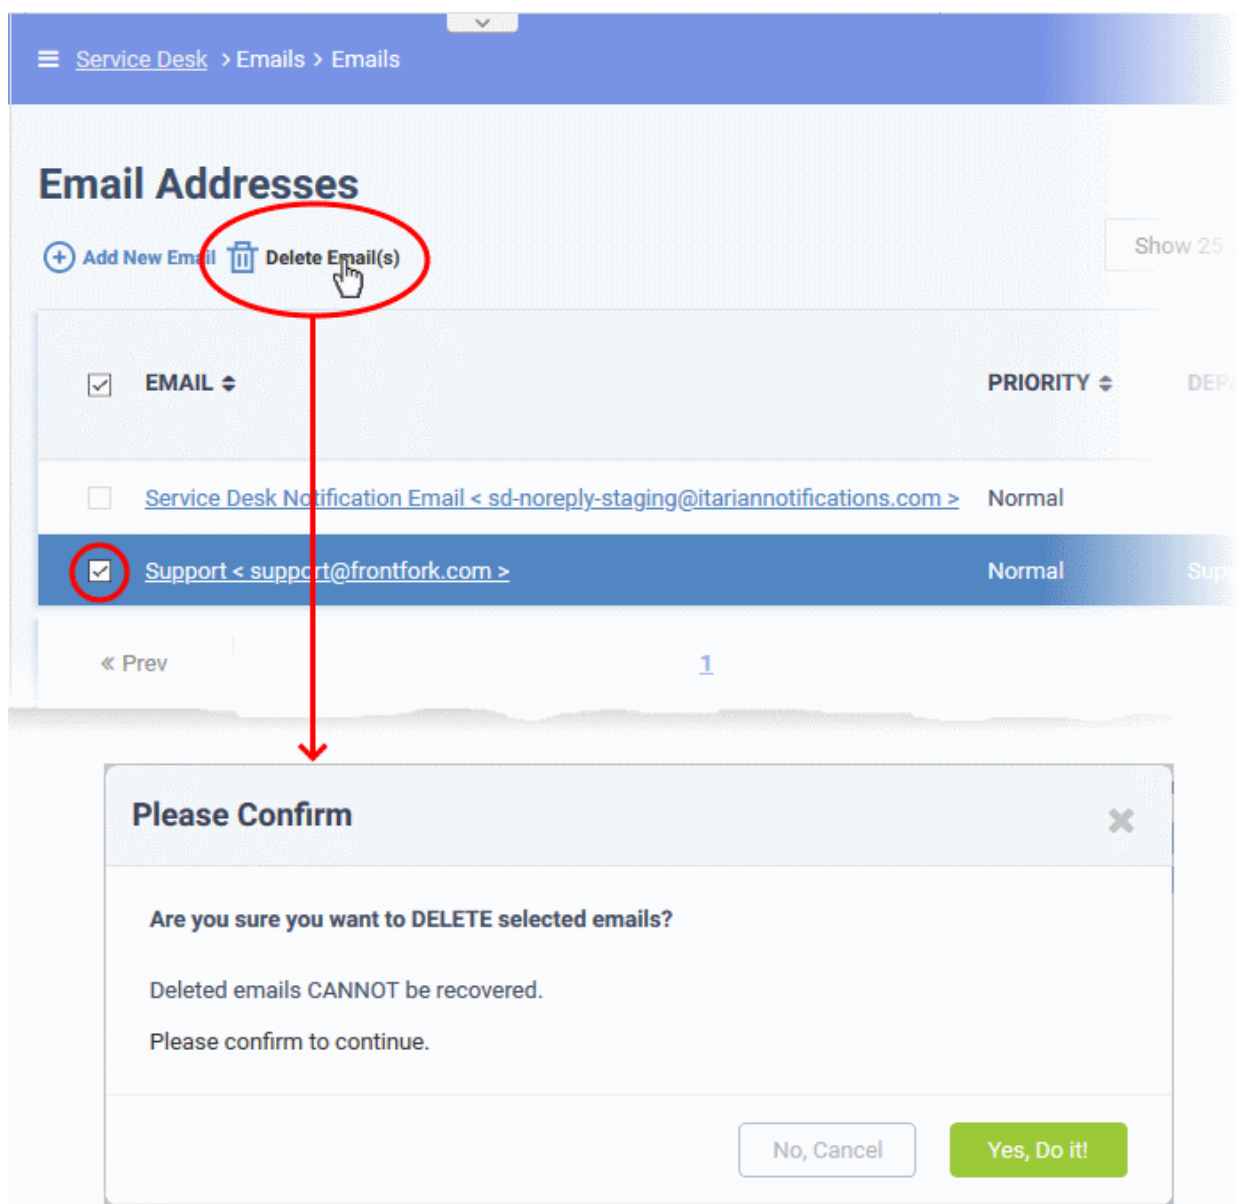 Service Desk > Emails > Emails
Email Addresses
Add New Email Delete Email(s)
Show 25
EMAIL PRIORITY
Service Desk Notification Email < sd-noreply-staging@itariannotifications.com > Normal
Support < support@frontfork.com > Normal
« Prev 1
Please Confirm
Are you sure you want to DELETE selected emails?
Deleted emails CANNOT be recovered.
Please confirm to continue.
No, Cancel Yes, Do it!